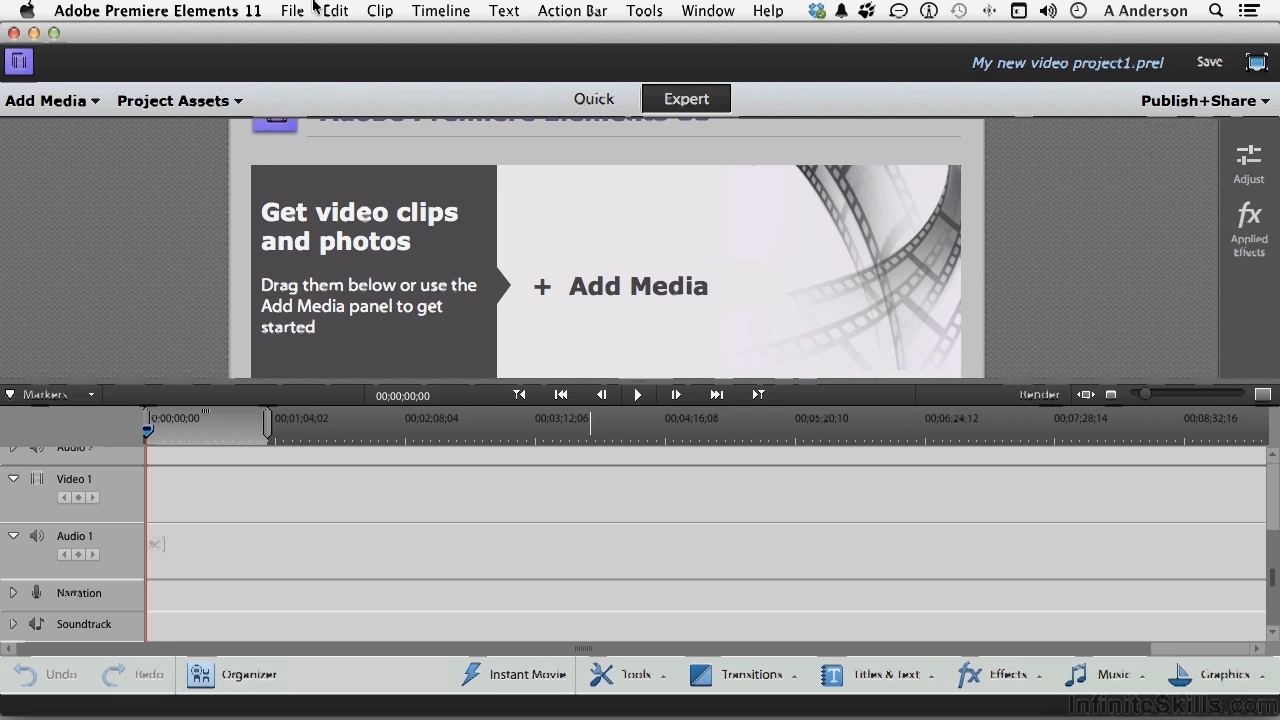 Adobe Premiere Elements 11 File Edit Clip Timeline Text Action Bar Tools Window Help A Anderson
My new video project1.prel Save
Add Media Project Assets Quick Expert Publish+Share
Get video clips
and photos
Drag them below or use the
Add Media panel to get
started
+ Add Media
Adjust
fx
Applied
Effects
Markers 00;00;00;00 Render
0;00;00;00 00;01;04;02 00;02;08;04 00;03;12;06 00;04;16;08 00;05;20;10 00;06;24;12 00;07;28;14 00;08;32;16
Video 1
Audio 1
Narration
Soundtrack
Undo Redo Organizer Instant Movie Tools Transitions T Titles & Text fx Effects Music Graphics
InfiniteSkills.com